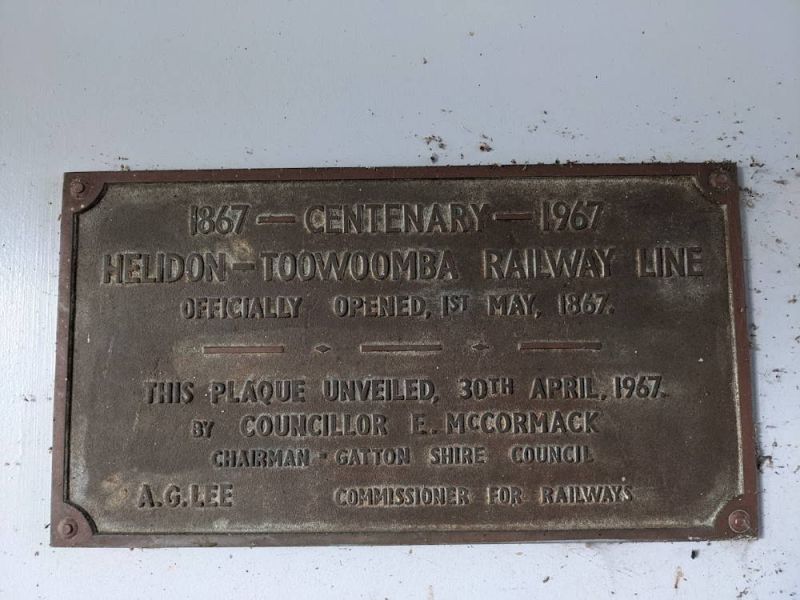 1867 — CENTENARY — 1967
HELIDON – TOOWOOMBA RAILWAY LINE
OFFICIALLY OPENED, 1ST MAY, 1867.
THIS PLAQUE UNVEILED, 30TH APRIL, 1967.
BY COUNCILLOR E. McCORMACK
CHAIRMAN - GATTON SHIRE COUNCIL
A.G.LEE COMMISSIONER FOR RAILWAYS